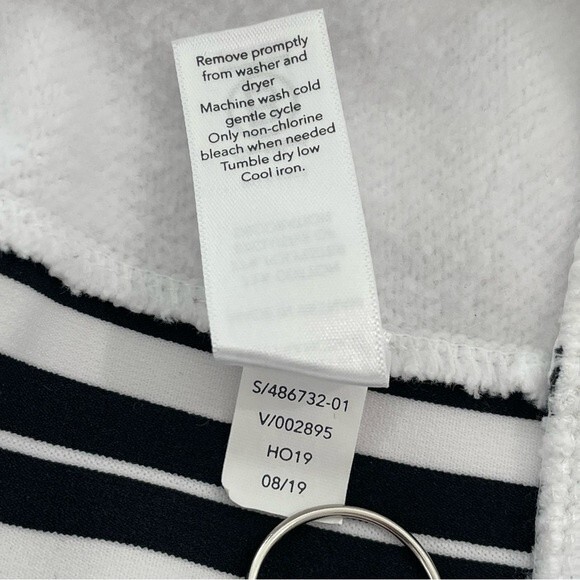 Remove promptly
from washer and
dryer
Machine wash cold
gentle cycle
Only non-chlorine
bleach when needed
Tumble dry low
Cool iron.
S/486732-01
V/002895
HO19
08/19